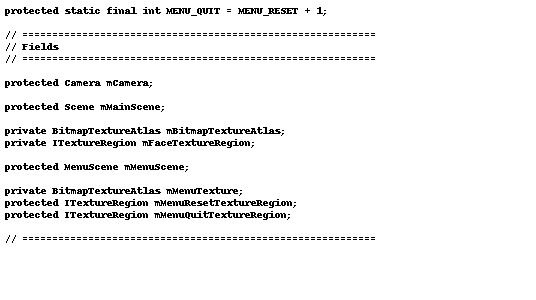 protected static final int MENU_QUIT = MENU_RESET + 1;
// ===========================================================
// Fields
// ===========================================================
protected Camera mCamera;
protected Scene mMainScene;
private BitmapTextureAtlas mBitmapTextureAtlas;
private ITextureRegion mFaceTextureRegion;
protected MenuScene mMenuScene;
private BitmapTextureAtlas mMenuTexture;
protected ITextureRegion mMenuResetTextureRegion;
protected ITextureRegion mMenuQuitTextureRegion;
// ===========================================================